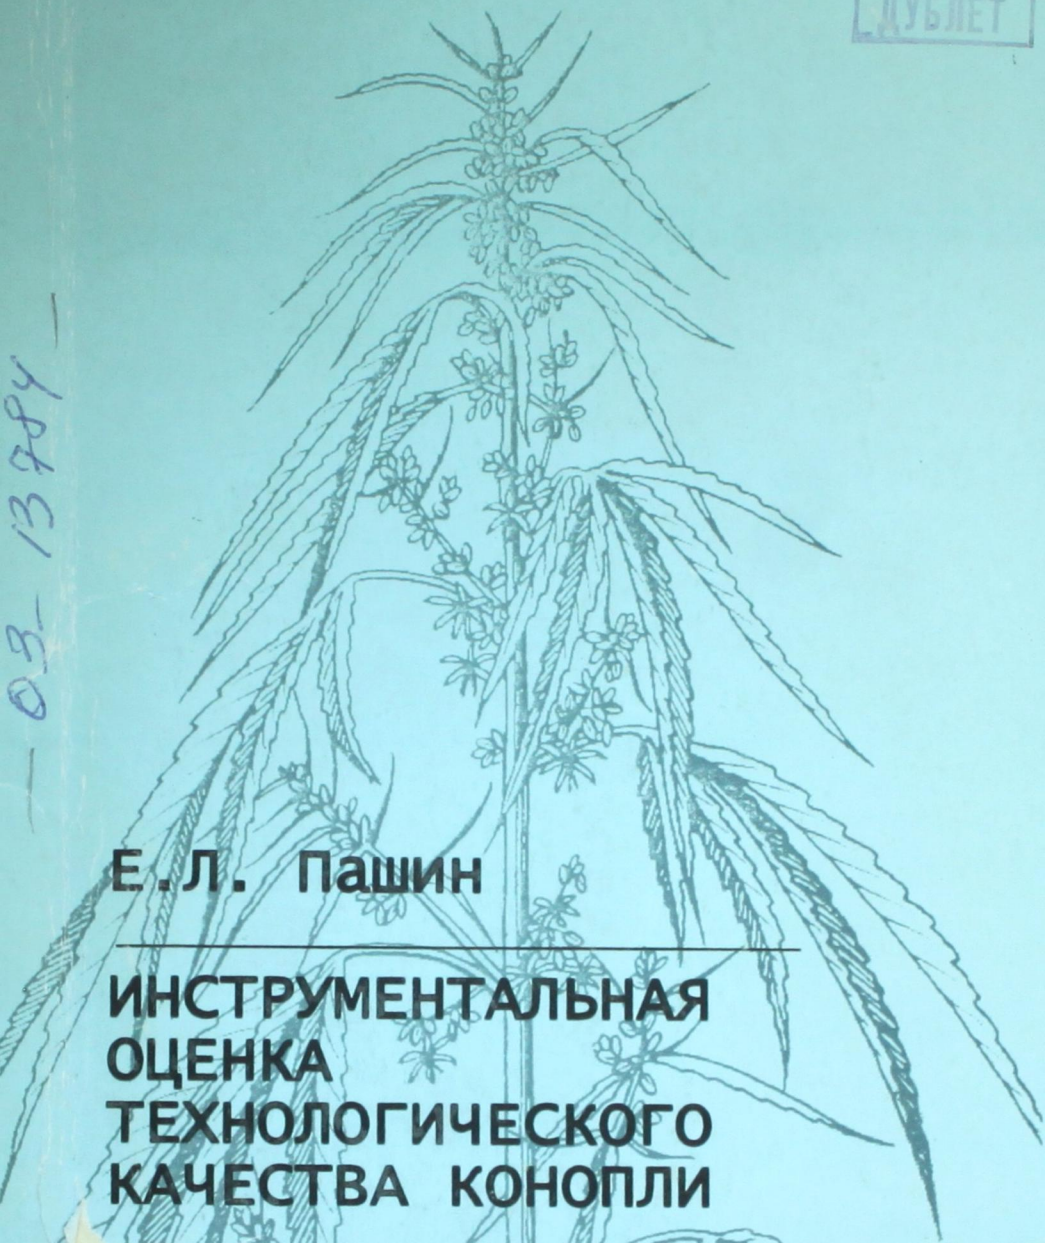 ДУБЛЕТ
03-13784
Е.Л. Пашин
ИНСТРУМЕНТАЛЬНАЯ
ОЦЕНКА
ТЕХНОЛОГИЧЕСКОГО
КАЧЕСТВА КОНОПЛИ